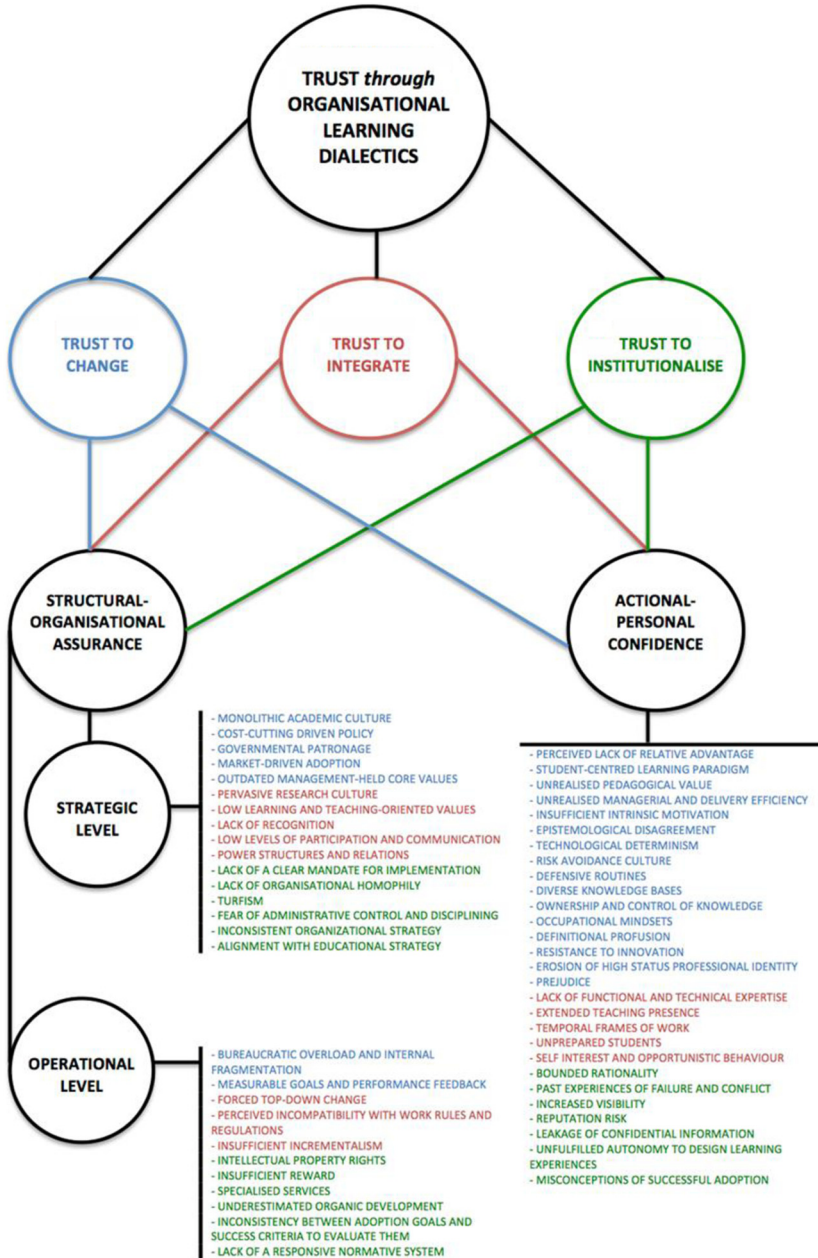 TRUST through
ORGANISATIONAL
LEARNING
DIALECTICS
TRUST TO
CHANGE
TRUST TO
INTEGRATE
TRUST TO
INSTITUTIONALISE
STRUCTURAL-
ORGANISATIONAL
ASSURANCE
ACTIONAL-
PERSONAL
CONFIDENCE
STRATEGIC
LEVEL
- MONOLITHIC ACADEMIC CULTURE
- COST-CUTTING DRIVEN POLICY
- GOVERNMENTAL PATRONAGE
- MARKET-DRIVEN ADOPTION
- OUTDATED MANAGEMENT-HELD CORE VALUES
- PERVASIVE RESEARCH CULTURE
- LOW LEARNING AND TEACHING-ORIENTED VALUES
- LACK OF RECOGNITION
- LOW LEVELS OF PARTICIPATION AND COMMUNICATION
- POWER STRUCTURES AND RELATIONS
- LACK OF A CLEAR MANDATE FOR IMPLEMENTATION
- LACK OF ORGANISATIONAL HOMOPHILY
- TURFISM
- FEAR OF ADMINISTRATIVE CONTROL AND DISCIPLINING
- INCONSISTENT ORGANIZATIONAL STRATEGY
- ALIGNMENT WITH EDUCATIONAL STRATEGY
- PERCEIVED LACK OF RELATIVE ADVANTAGE
- STUDENT-CENTRED LEARNING PARADIGM
- UNREALISED PEDAGOGICAL VALUE
- UNREALISED MANAGERIAL AND DELIVERY EFFICIENCY
- INSUFFICIENT INTRINSIC MOTIVATION
- EPISTEMOLOGICAL DISAGREEMENT
- TECHNOLOGICAL DETERMINISM
- RISK AVOIDANCE CULTURE
- DEFENSIVE ROUTINES
- DIVERSE KNOWLEDGE BASES
- OWNERSHIP AND CONTROL OF KNOWLEDGE
- OCCUPATIONAL MINDSETS
- DEFINITIONAL PROFUSION
- RESISTANCE TO INNOVATION
- EROSION OF HIGH STATUS PROFESSIONAL IDENTITY
- PREJUDICE
- LACK OF FUNCTIONAL AND TECHNICAL EXPERTISE
- EXTENDED TEACHING PRESENCE
- TEMPORAL FRAMES OF WORK
- UNPREPARED STUDENTS
- SELF INTEREST AND OPPORTUNISTIC BEHAVIOUR
- BOUNDED RATIONALITY
- PAST EXPERIENCES OF FAILURE AND CONFLICT
- INCREASED VISIBILITY
- REPUTATION RISK
- LEAKAGE OF CONFIDENTIAL INFORMATION
- UNFULFILLED AUTONOMY TO DESIGN LEARNING
EXPERIENCES
- MISCONCEPTIONS OF SUCCESSFUL ADOPTION
OPERATIONAL
LEVEL
- BUREAUCRATIC OVERLOAD AND INTERNAL
FRAGMENTATION
- MEASURABLE GOALS AND PERFORMANCE FEEDBACK
- FORCED TOP-DOWN CHANGE
- PERCEIVED INCOMPATIBILITY WITH WORK RULES AND
REGULATIONS
- INSUFFICIENT INCREMENTALISM
- INTELLECTUAL PROPERTY RIGHTS
- INSUFFICIENT REWARD
- SPECIALISED SERVICES
- UNDERESTIMATED ORGANIC DEVELOPMENT
- INCONSISTENCY BETWEEN ADOPTION GOALS AND
SUCCESS CRITERIA TO EVALUATE THEM
- LACK OF A RESPONSIVE NORMATIVE SYSTEM